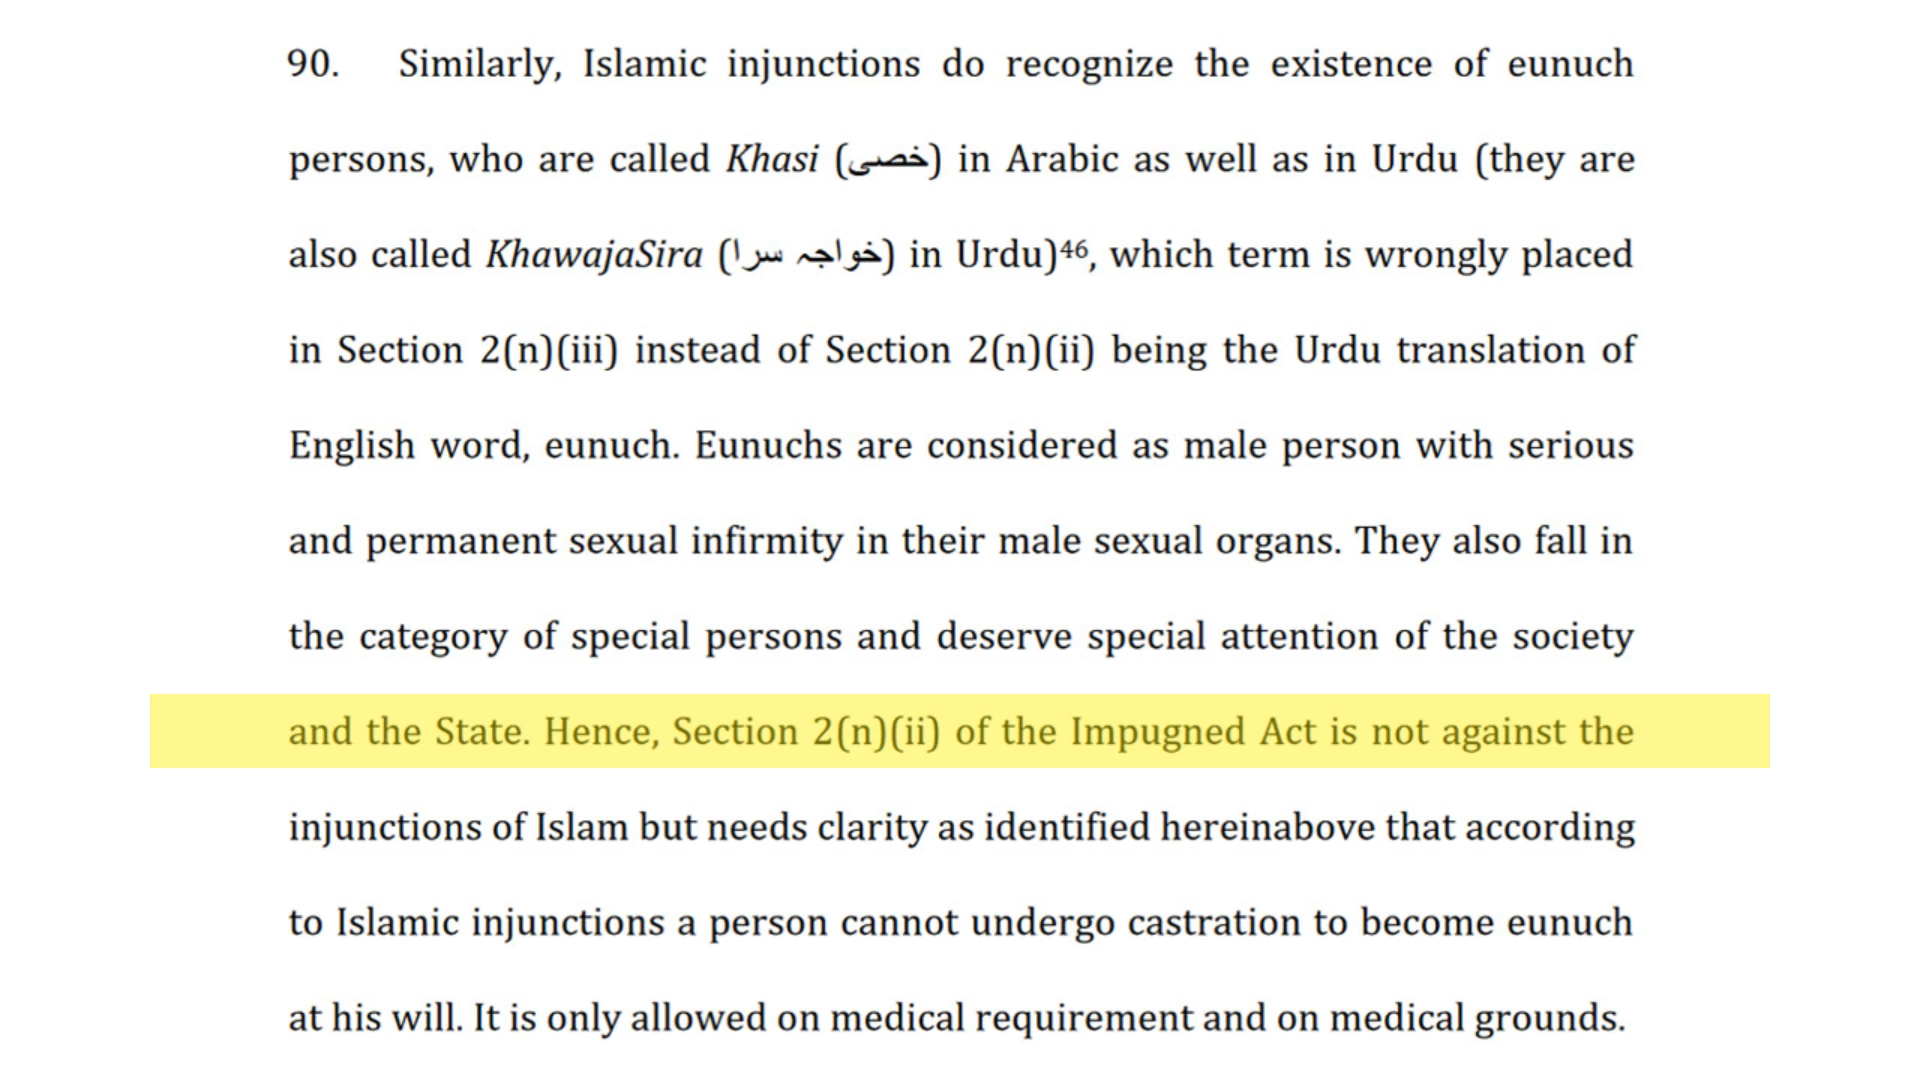 90. Similarly, Islamic injunctions do recognize the existence of eunuch
persons, who are called Khasi (خصی) in Arabic as well as in Urdu (they are
also called KhawajaSira (خواجہ سرا) in Urdu)46, which term is wrongly placed
in Section 2(n)(iii) instead of Section 2(n)(ii) being the Urdu translation of
English word, eunuch. Eunuchs are considered as male person with serious
and permanent sexual infirmity in their male sexual organs. They also fall in
the category of special persons and deserve special attention of the society
and the State. Hence, Section 2(n)(ii) of the Impugned Act is not against the
injunctions of Islam but needs clarity as identified hereinabove that according
to Islamic injunctions a person cannot undergo castration to become eunuch
at his will. It is only allowed on medical requirement and on medical grounds.